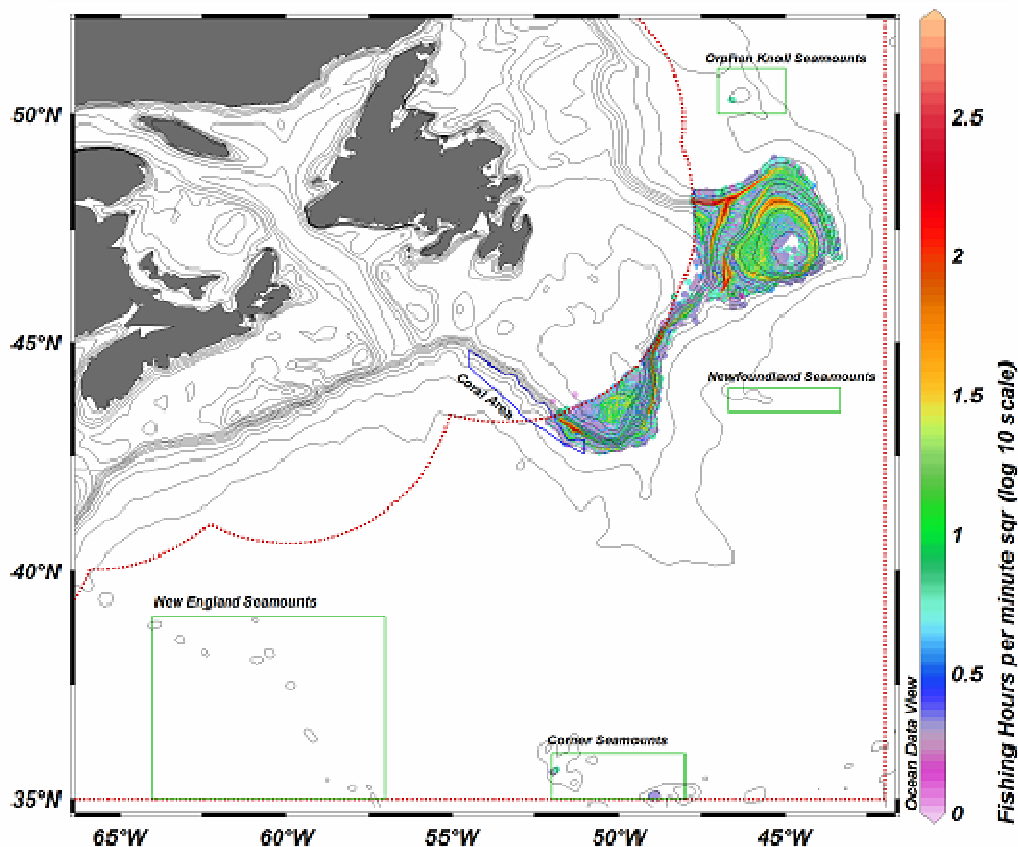 Orphan Knoll Seamounts
50°N
2.5
2
45°N
Newfoundland Seamounts
Coral Area
1.5
1
40°N
New England Seamounts
0.5
Corner Seamounts
Ocean Data View
Fishing Hours per minute sqr (log 10 scale)
35°N
0
65°W 60°W 55°W 50°W 45°W